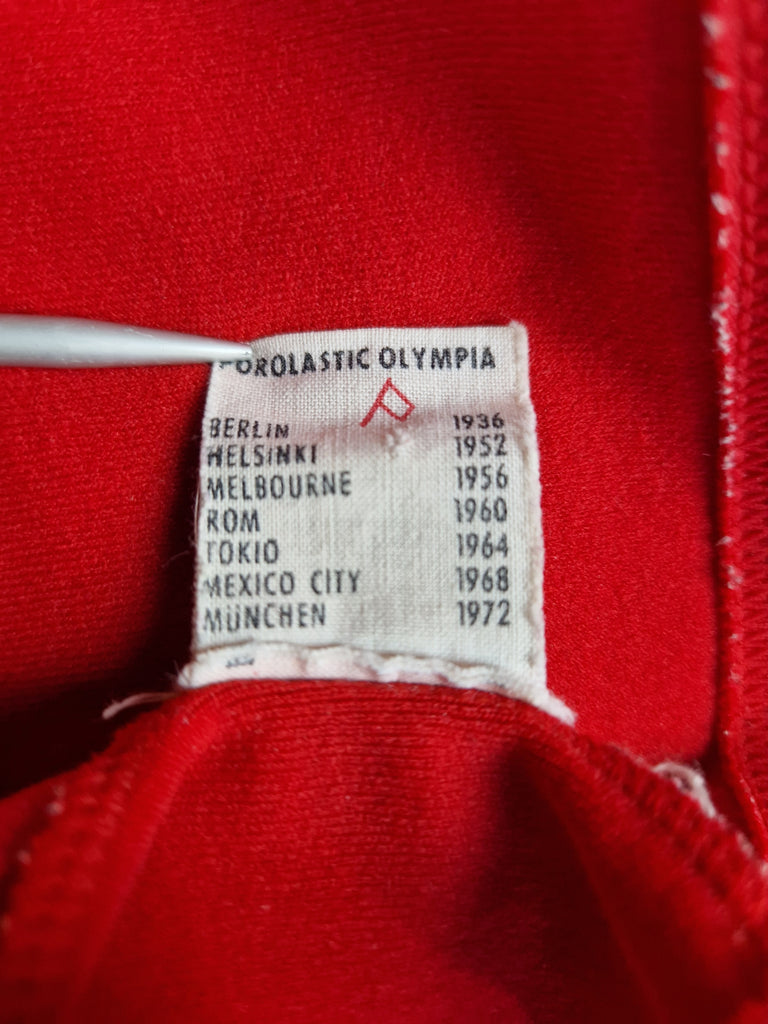 POROLASTIC OLYMPIA
P
BERLIN 1936
HELSINKI 1952
MELBOURNE 1956
ROM 1960
TOKIO 1964
MEXICO CITY 1968
MÜNCHEN 1972